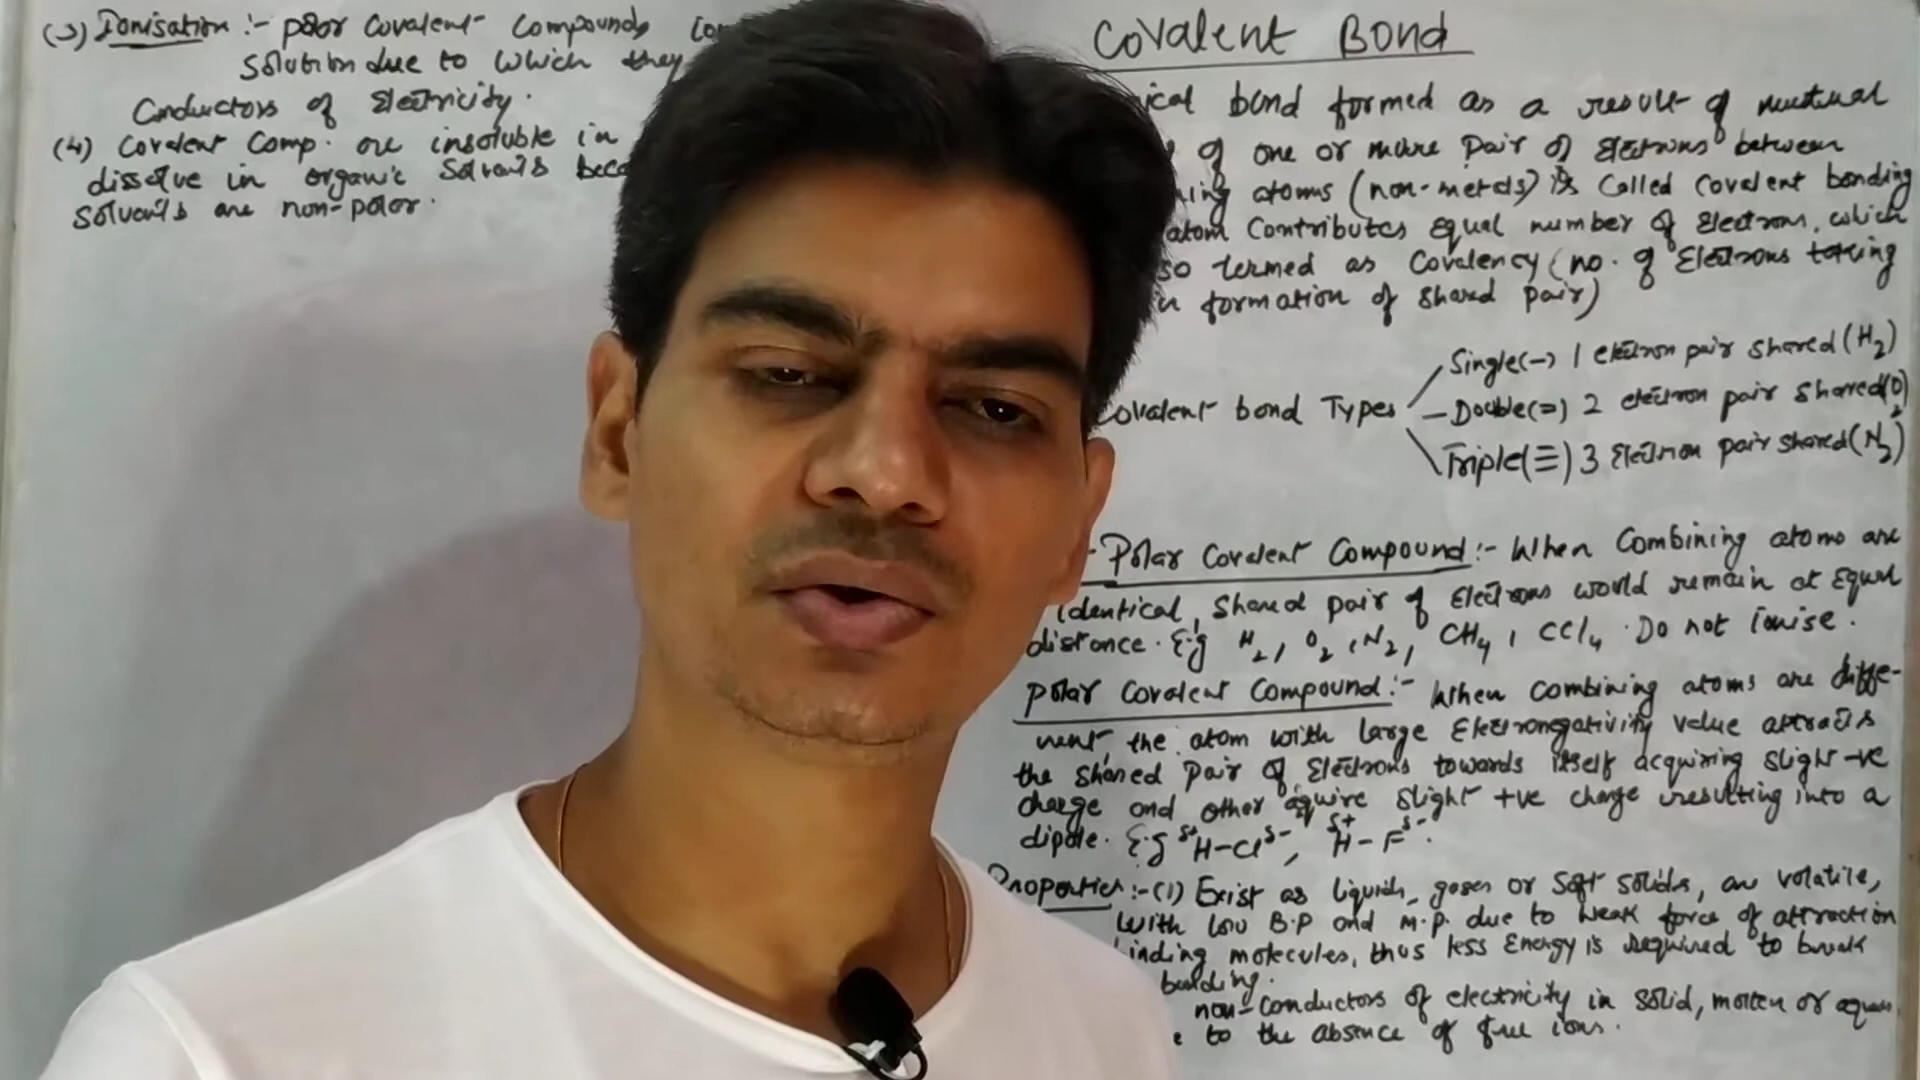 (3) Ionisation :- polar covalent compounds
solution due to which they
Conductors of Electricity.
(4) Covalent Comp. are insoluble in
dissolve in organic solvents
solvents are non-polar.
Covalent Bond
ical bond formed as a result of mutual
of one or more pair of electrons between
ning atoms (non-metals) is called covalent bonding
atom contributes equal number of electrons, which
so termed as covalency (no. of Electrons taking
in formation of shared pair)
Single(-) 1 electron pair shared (H2)
Covalent bond Types - Double(=) 2 electron pair shared(O2)
Triple(≡) 3 Electron pair shared(N2)
- Polar Covalent Compound :- When Combining atoms are
identical, shared pair of Electrons would remain at Equal
distance. E.g H2, O2, N2, CH4, CCl4. Do not ionise.
polar covalent compound :- When combining atoms are diffe-
rent, the atom with large Electronegativity value attracts
the shared pair of Electrons towards itself acquiring slight -ve
charge and other aquire slight +ve charge resulting into a
dipole. E.g δ+H-Clδ-, δ+H-Fδ-.
Properties :- (1) Exist as liquids, gases or soft solids, are volatile,
with low B.P and M.P. due to weak force of attraction
inding molecules, thus less Energy is required to break
bonding.
non-conductors of electricity in solid, molten or aqueous
e to the absence of free ions.